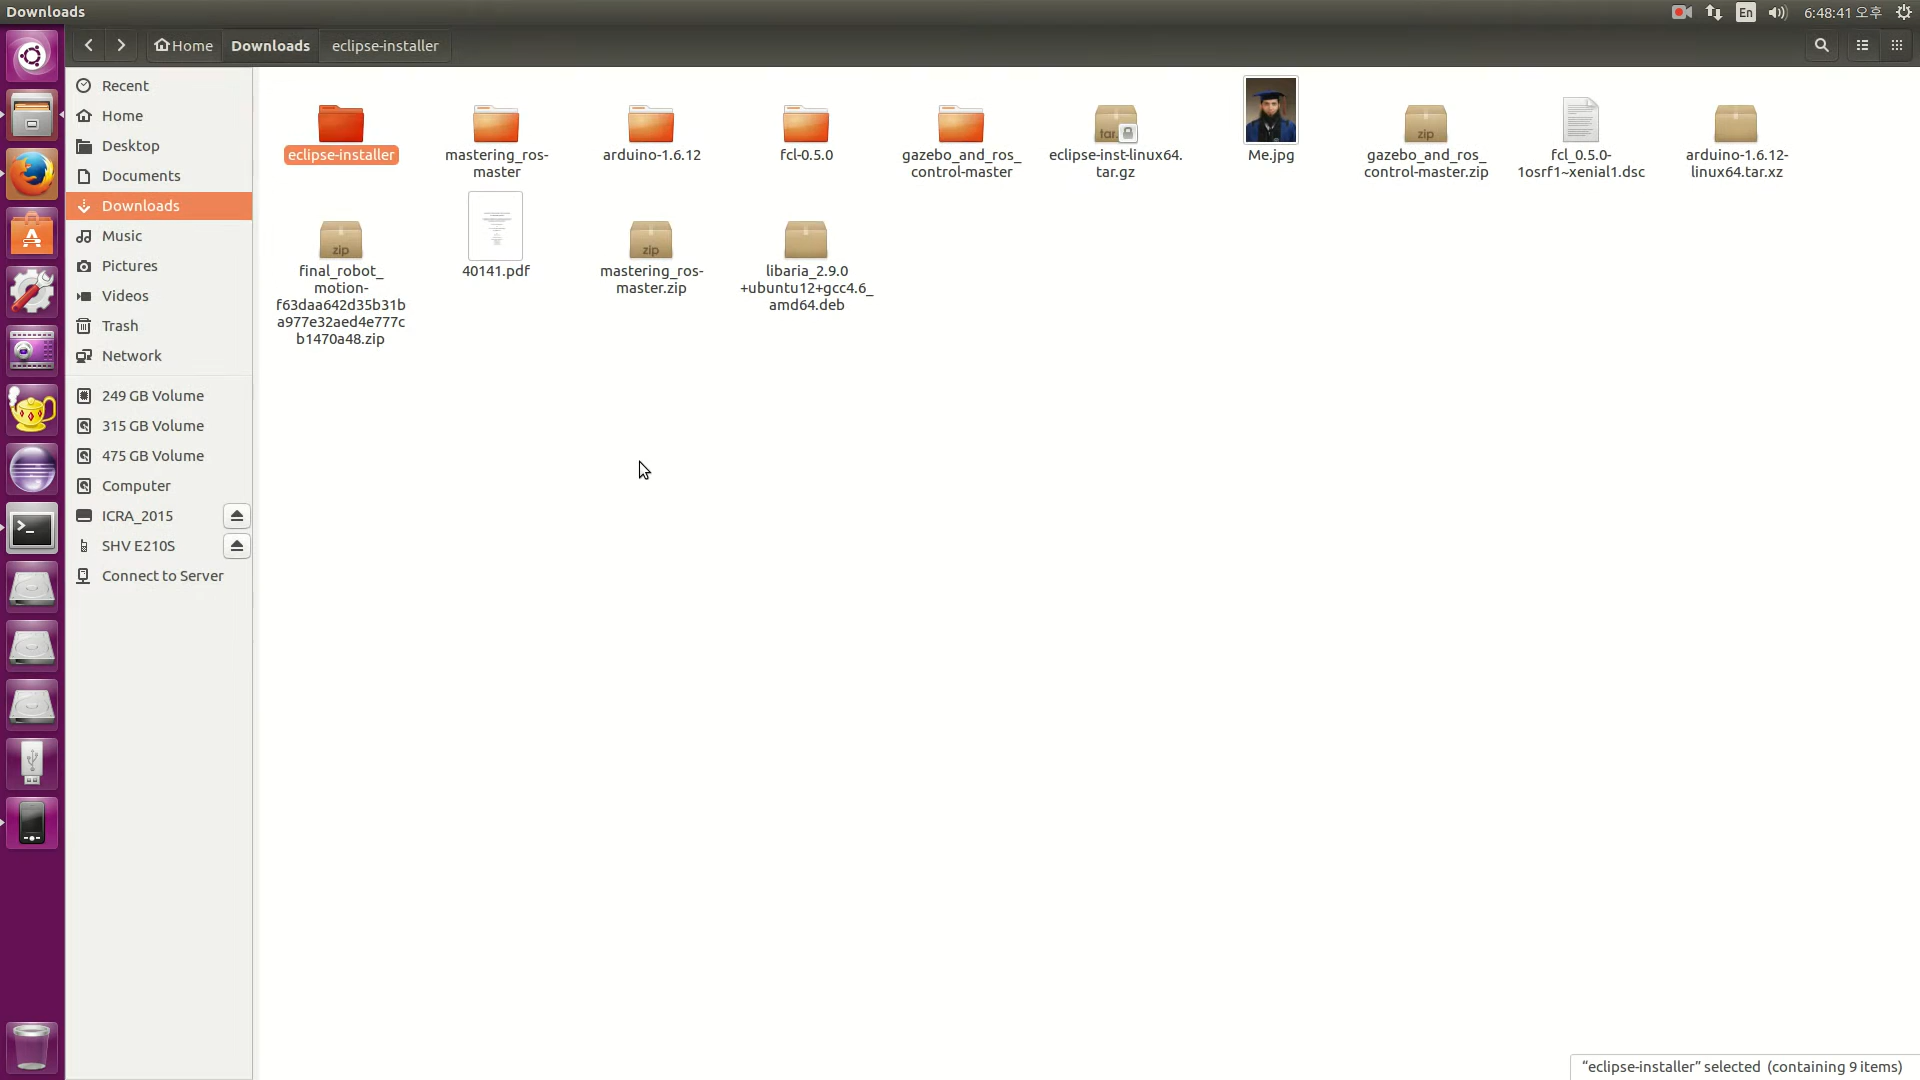 Downloads
En
6:48:41 오후
Home
Downloads
eclipse-installer
Recent
Home
Desktop
Documents
Downloads
Music
Pictures
Videos
Trash
Network
249 GB Volume
315 GB Volume
475 GB Volume
Computer
ICRA_2015
SHV E210S
Connect to Server
eclipse-installer
mastering_ros-
master
arduino-1.6.12
fcl-0.5.0
gazebo_and_ros_
control-master
tar.
eclipse-inst-linux64.
tar.gz
Me.jpg
zip
gazebo_and_ros_
control-master.zip
fcl_0.5.0-
1osrf1~xenial1.dsc
arduino-1.6.12-
linux64.tar.xz
zip
final_robot_
motion-
f63daa642d35b31b
a977e32aed4e777c
b1470a48.zip
40141.pdf
zip
mastering_ros-
master.zip
libaria_2.9.0
+ubuntu12+gcc4.6_
amd64.deb
“eclipse-installer” selected (containing 9 items)